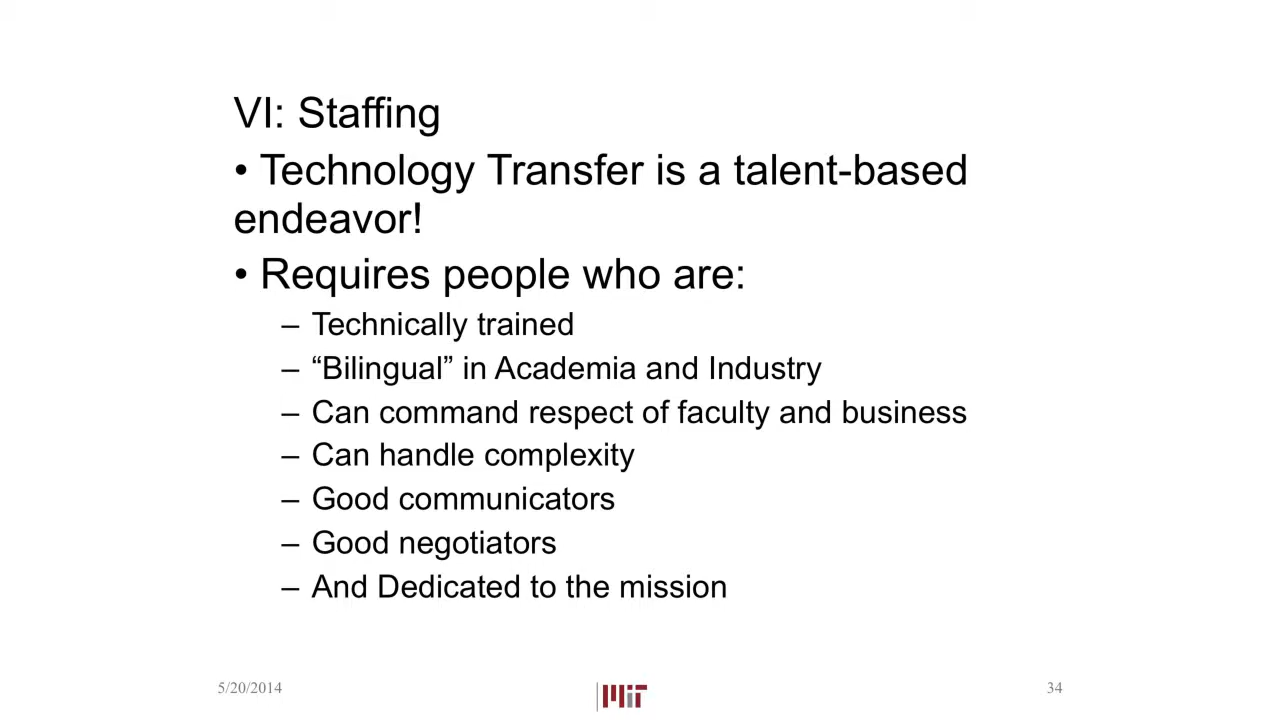 VI: Staffing
• Technology Transfer is a talent-based
endeavor!
• Requires people who are:
– Technically trained
– “Bilingual” in Academia and Industry
– Can command respect of faculty and business
– Can handle complexity
– Good communicators
– Good negotiators
– And Dedicated to the mission
5/20/2014
MIT
34